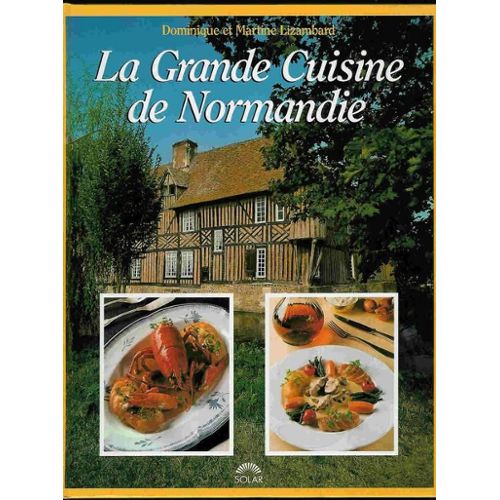 Dominique et Martine Lizambard
La Grande Cuisine
de Normandie
SOLAR